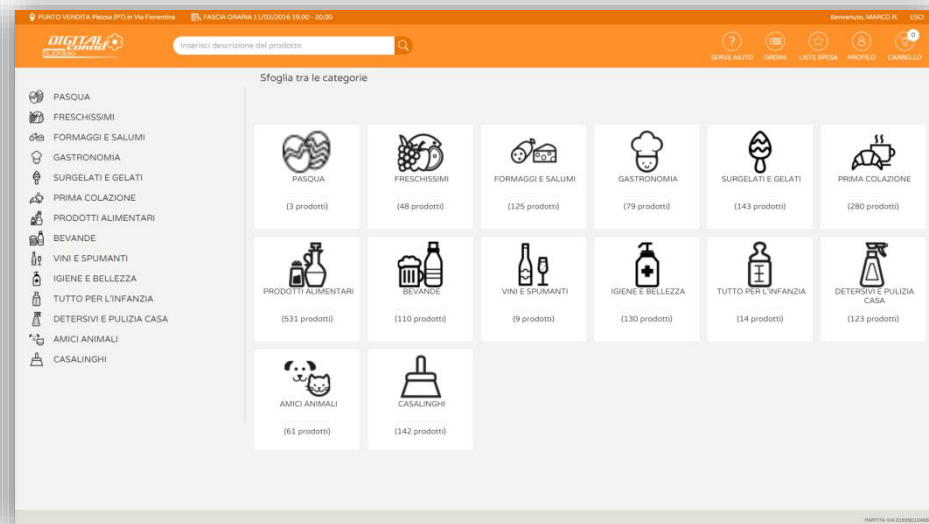 PUNTO VENDITA Pistoia (PT) in Via Fiorentina FASCIA ORARIA 11/03/2016 19.00 - 20.00 Benvenuto, MARCO R. ESCI
DIGITAL
conad
Inserisci descrizione del prodotto
?
0
SERVE AIUTO ORDINI LISTE SPESA PROFILO CARRELLO
Sfoglia tra le categorie
PASQUA
FRESCHISSIMI
FORMAGGI E SALUMI
GASTRONOMIA
SURGELATI E GELATI
PRIMA COLAZIONE
PRODOTTI ALIMENTARI
BEVANDE
VINI E SPUMANTI
IGIENE E BELLEZZA
TUTTO PER L'INFANZIA
DETERSIVI E PULIZIA CASA
AMICI ANIMALI
CASALINGHI
PASQUA FRESCHISSIMI FORMAGGI E SALUMI GASTRONOMIA SURGELATI E GELATI PRIMA COLAZIONE
(3 prodotti) (48 prodotti) (125 prodotti) (79 prodotti) (143 prodotti) (280 prodotti)
PRODOTTI ALIMENTARI BEVANDE VINI E SPUMANTI IGIENE E BELLEZZA TUTTO PER L'INFANZIA DETERSIVI E PULIZIA
CASA
(531 prodotti) (110 prodotti) (9 prodotti) (130 prodotti) (14 prodotti) (123 prodotti)
AMICI ANIMALI CASALINGHI
(61 prodotti) (142 prodotti)
PARTITA IVA